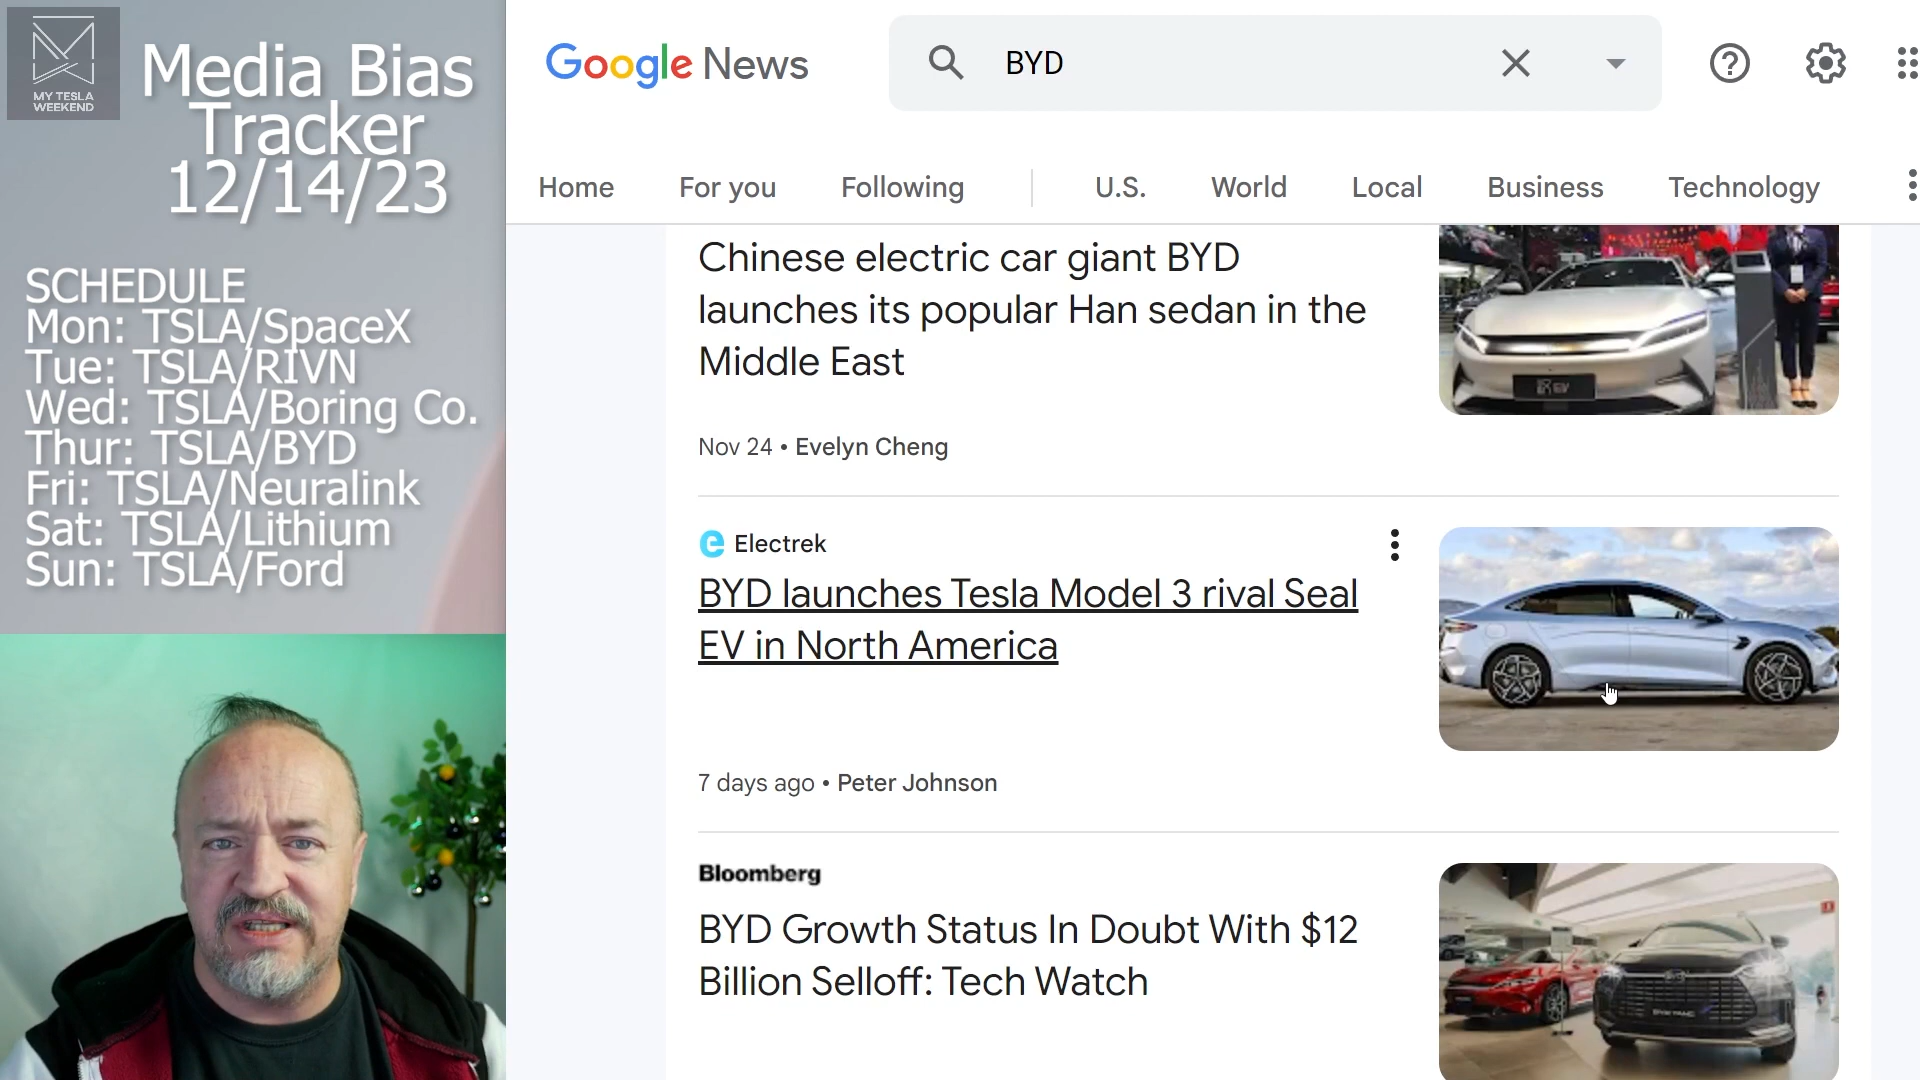 MY TESLA
WEEKEND
Media Bias
Tracker
12/14/23
SCHEDULE
Mon: TSLA/SpaceX
Tue: TSLA/RIVN
Wed: TSLA/Boring Co.
Thur: TSLA/BYD
Fri: TSLA/Neuralink
Sat: TSLA/Lithium
Sun: TSLA/Ford
Google News
BYD
Home For you Following U.S. World Local Business Technology
Chinese electric car giant BYD
launches its popular Han sedan in the
Middle East
Nov 24 • Evelyn Cheng
Electrek
BYD launches Tesla Model 3 rival Seal
EV in North America
7 days ago • Peter Johnson
Bloomberg
BYD Growth Status In Doubt With $12
Billion Selloff: Tech Watch